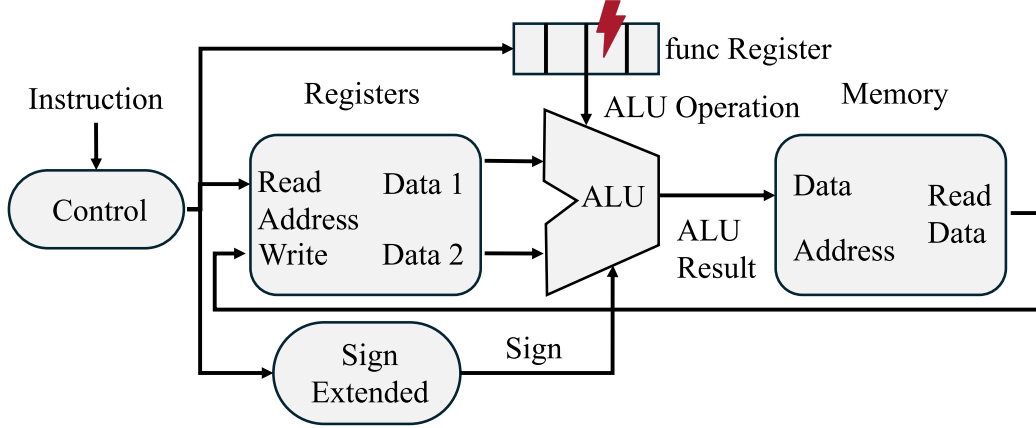 func Register
Instruction
Registers
ALU Operation
Memory
Control
Read
Address
Write
Data 1
Data 2
ALU
ALU
Result
Data
Address
Read
Data
Sign
Extended
Sign